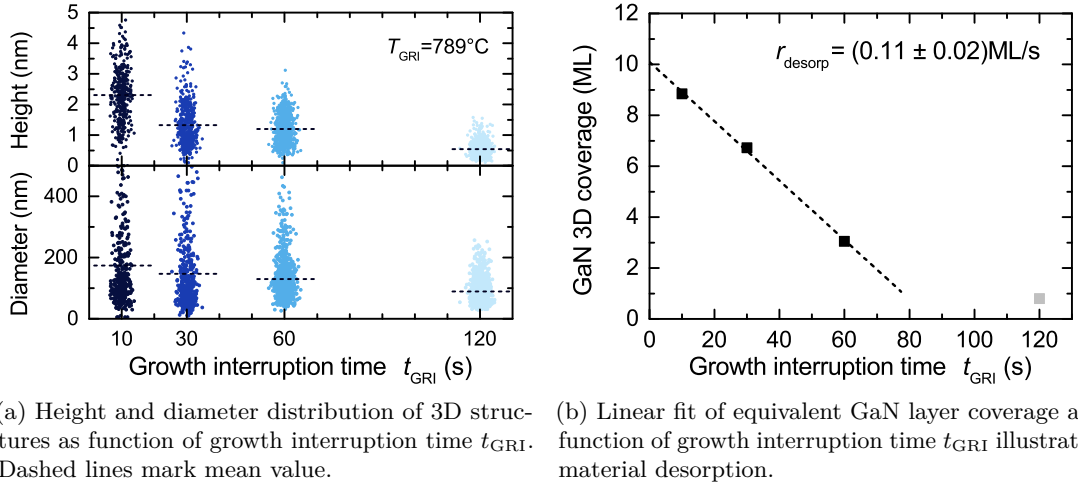 5
4
3
2
1
0
Height (nm)
T_GRI=789°C
400
200
0
Diameter (nm)
10 30 60 120
Growth interruption time t_GRI (s)
12
10
8
6
4
2
0
GaN 3D coverage (ML)
r_desorp = (0.11 ± 0.02)ML/s
0 20 40 60 80 100 120
Growth interruption time t_GRI (s)
(a) Height and diameter distribution of 3D struc-
tures as function of growth interruption time t_GRI.
Dashed lines mark mean value.
(b) Linear fit of equivalent GaN layer coverage a
function of growth interruption time t_GRI illustrat
material desorption.